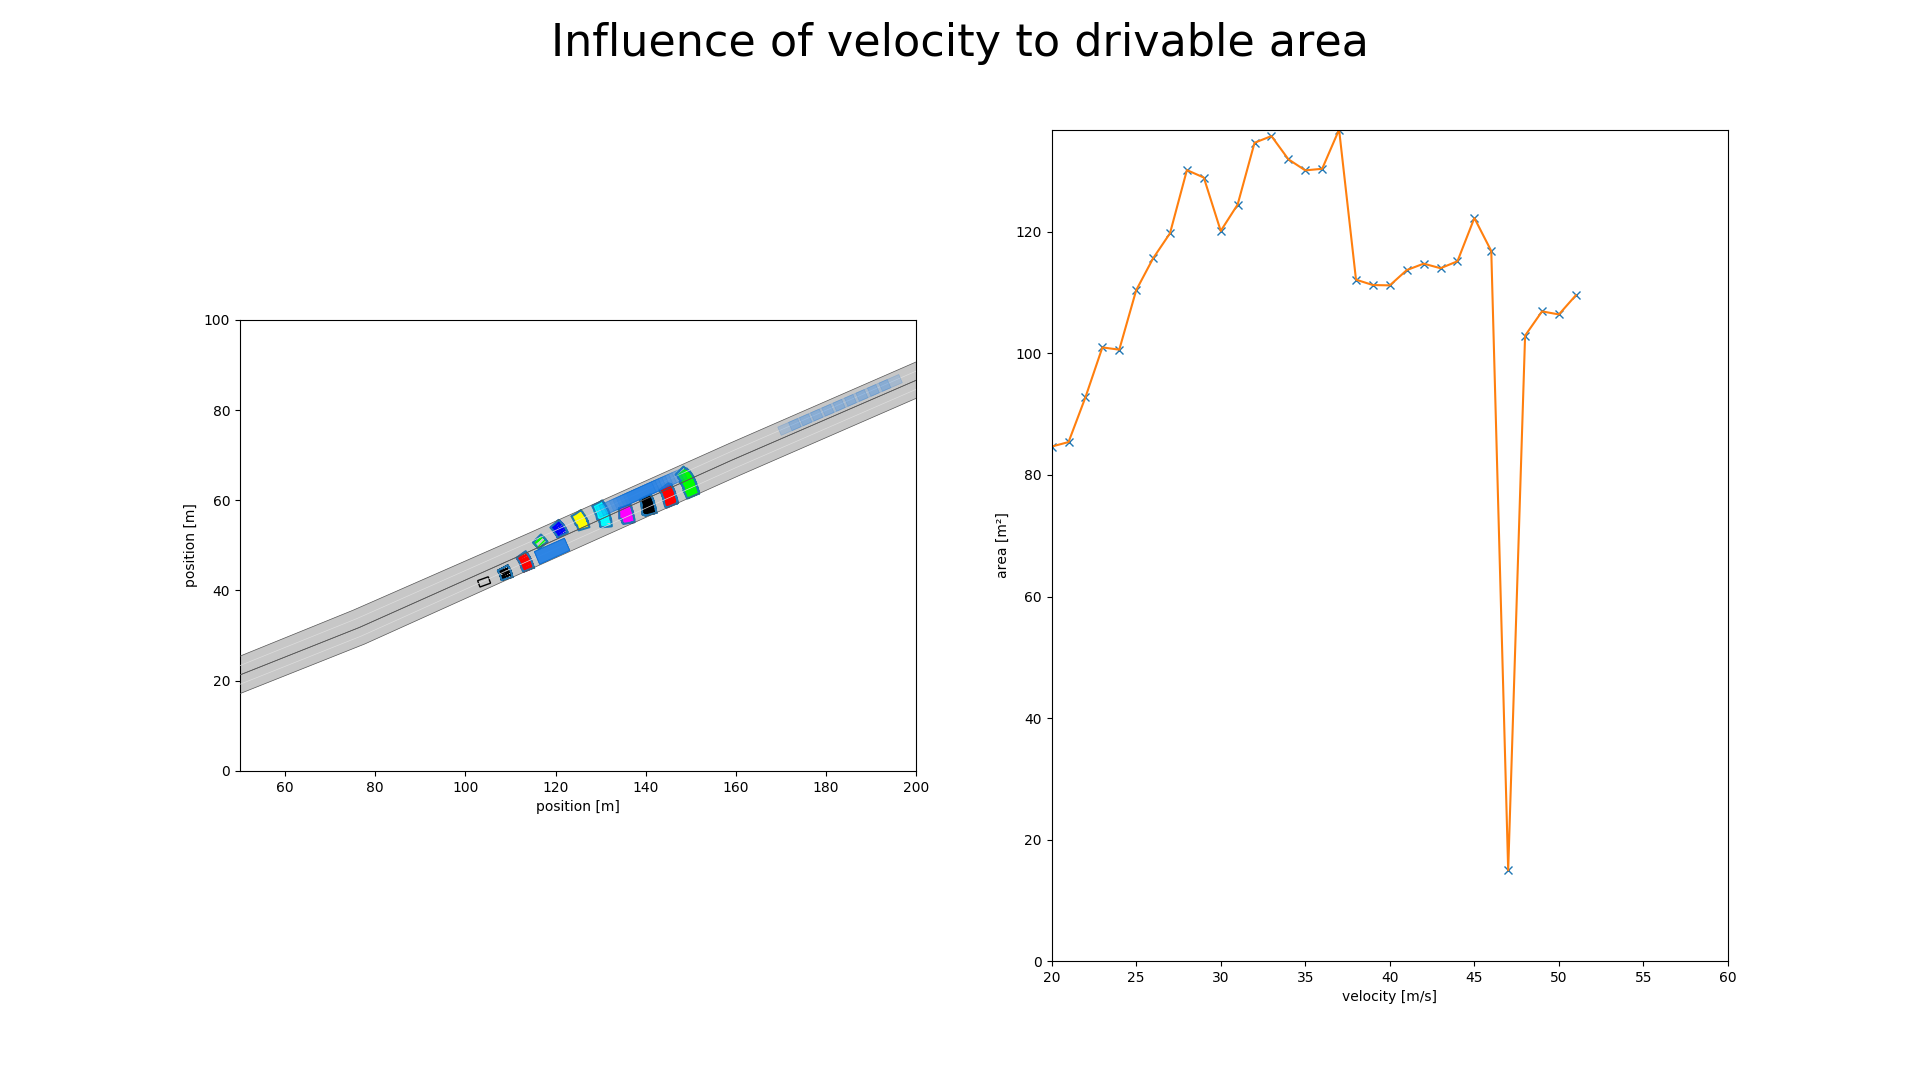 Influence of velocity to drivable area
100
80
60
40
20
0
position [m]
60 80 100 120 140 160 180 200
position [m]
120
100
80
60
40
20
0
area [m²]
20 25 30 35 40 45 50 55 60
velocity [m/s]